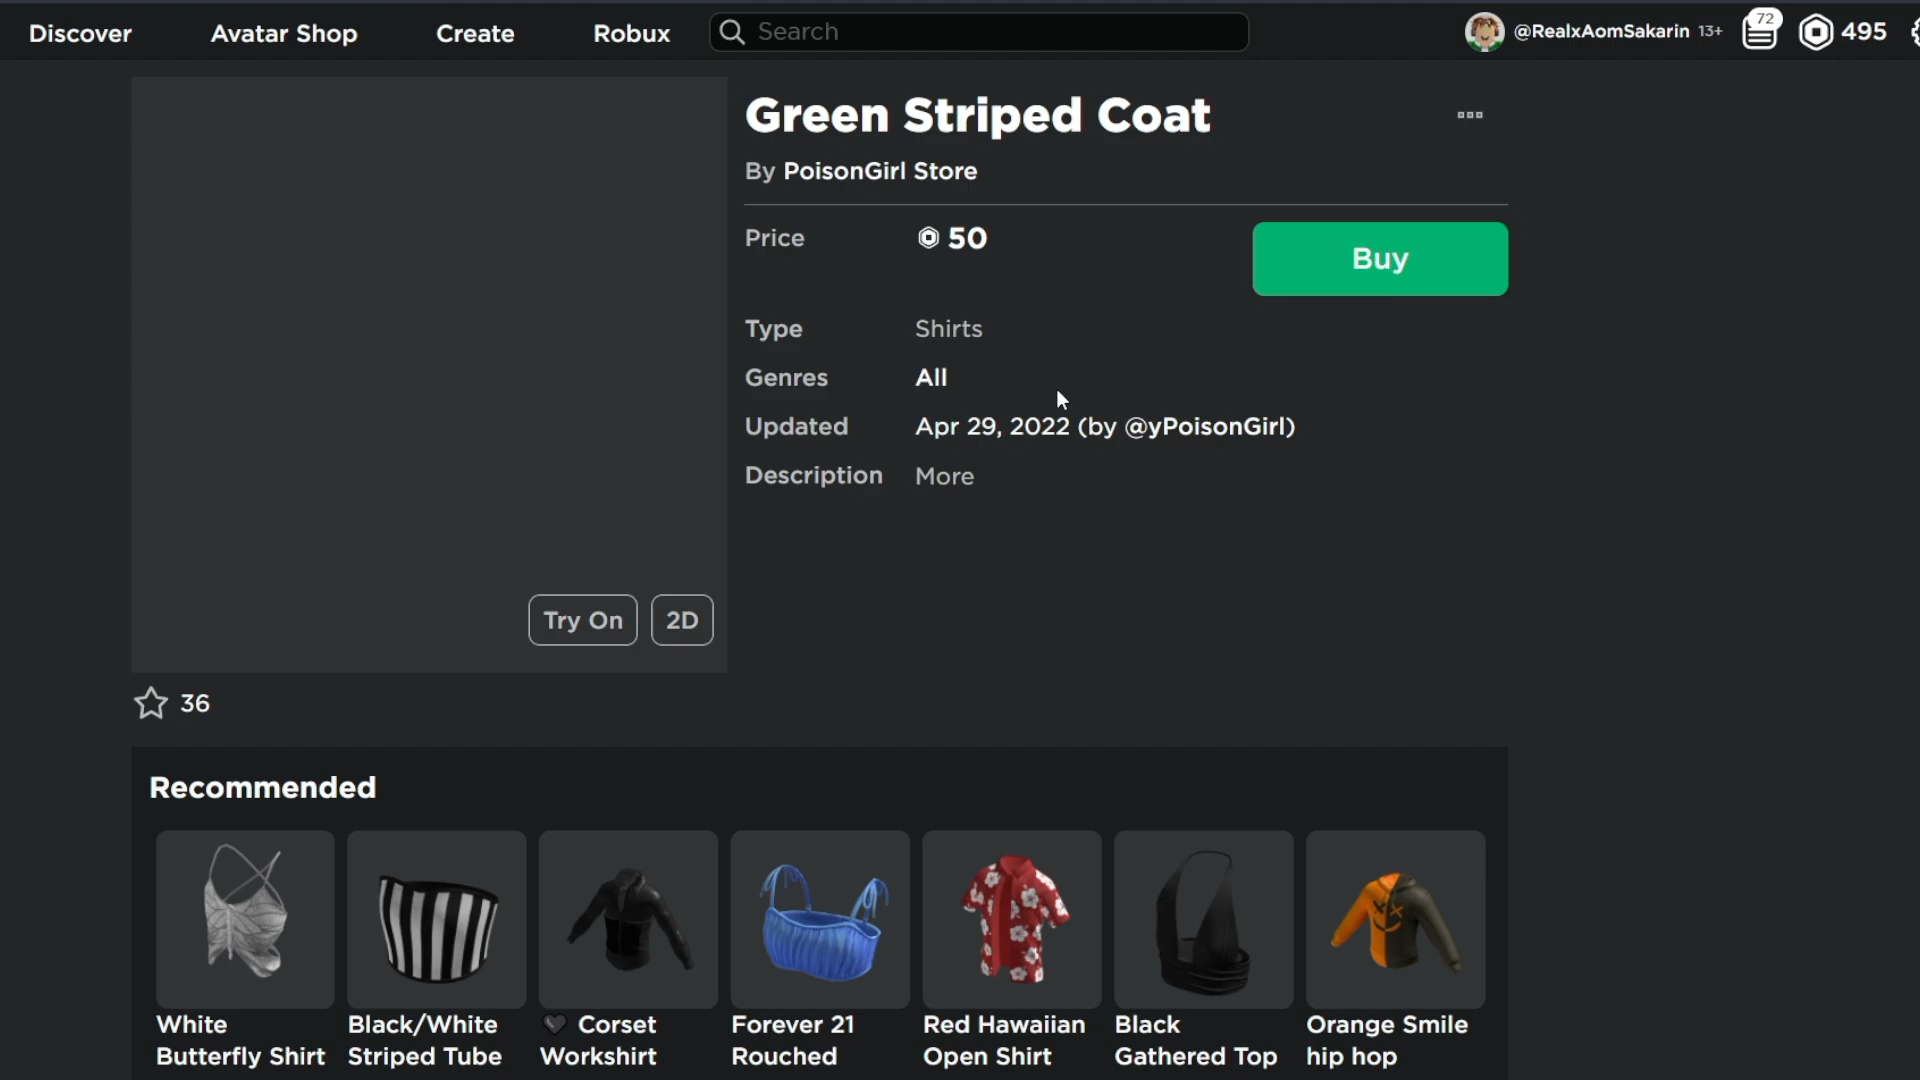 Discover
Avatar Shop
Create
Robux
Search
@RealxAomSakarin 13+
72
495
Green Striped Coat
By PoisonGirl Store
Price
50
Buy
Type
Shirts
Genres
All
Updated
Apr 29, 2022 (by @yPoisonGirl)
Description
More
Try On
2D
36
Recommended
White
Butterfly Shirt
Black/White
Striped Tube
🖤 Corset
Workshirt
Forever 21
Rouched
Red Hawaiian
Open Shirt
Black
Gathered Top
Orange Smile
hip hop